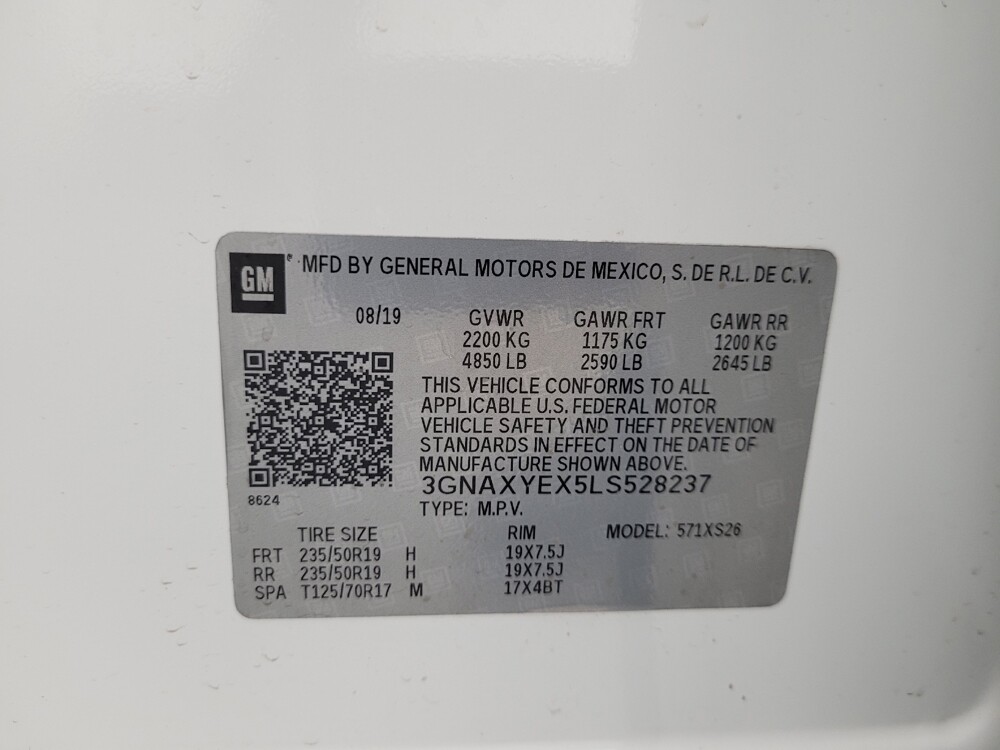 GM
MFD BY GENERAL MOTORS DE MEXICO, S. DE R.L. DE C.V.
08/19 GVWR GAWR FRT GAWR RR
2200 KG 1175 KG 1200 KG
4850 LB 2590 LB 2645 LB
THIS VEHICLE CONFORMS TO ALL
APPLICABLE U.S. FEDERAL MOTOR
VEHICLE SAFETY AND THEFT PREVENTION
STANDARDS IN EFFECT ON THE DATE OF
MANUFACTURE SHOWN ABOVE.
3GNAXYEX5LS528237
8624
TYPE: M.P.V.
TIRE SIZE RIM MODEL: 571XS26
FRT 235/50R19 H 19X7.5J
RR 235/50R19 H 19X7.5J
SPA T125/70R17 M 17X4BT